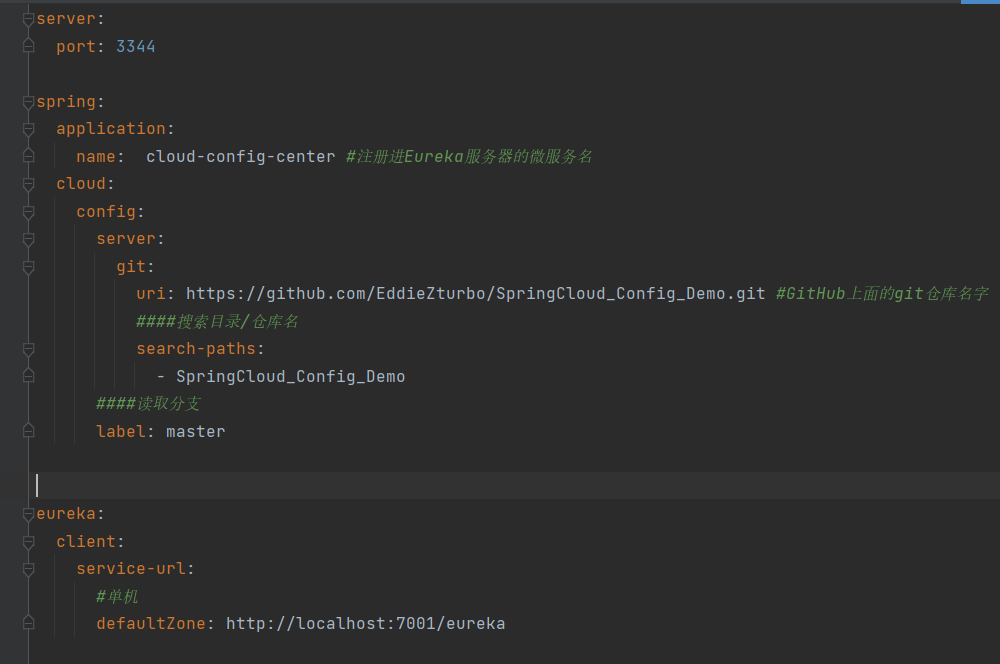 server:
  port: 3344
spring:
  application:
    name:  cloud-config-center #注册进Eureka服务器的微服务名
  cloud:
    config:
      server:
        git:
          uri: https://github.com/EddieZturbo/SpringCloud_Config_Demo.git #GitHub上面的git仓库名字
          ####搜索目录/仓库名
          search-paths:
            - SpringCloud_Config_Demo
      ####读取分支
      label: master
eureka:
  client:
    service-url:
      #单机
      defaultZone: http://localhost:7001/eureka